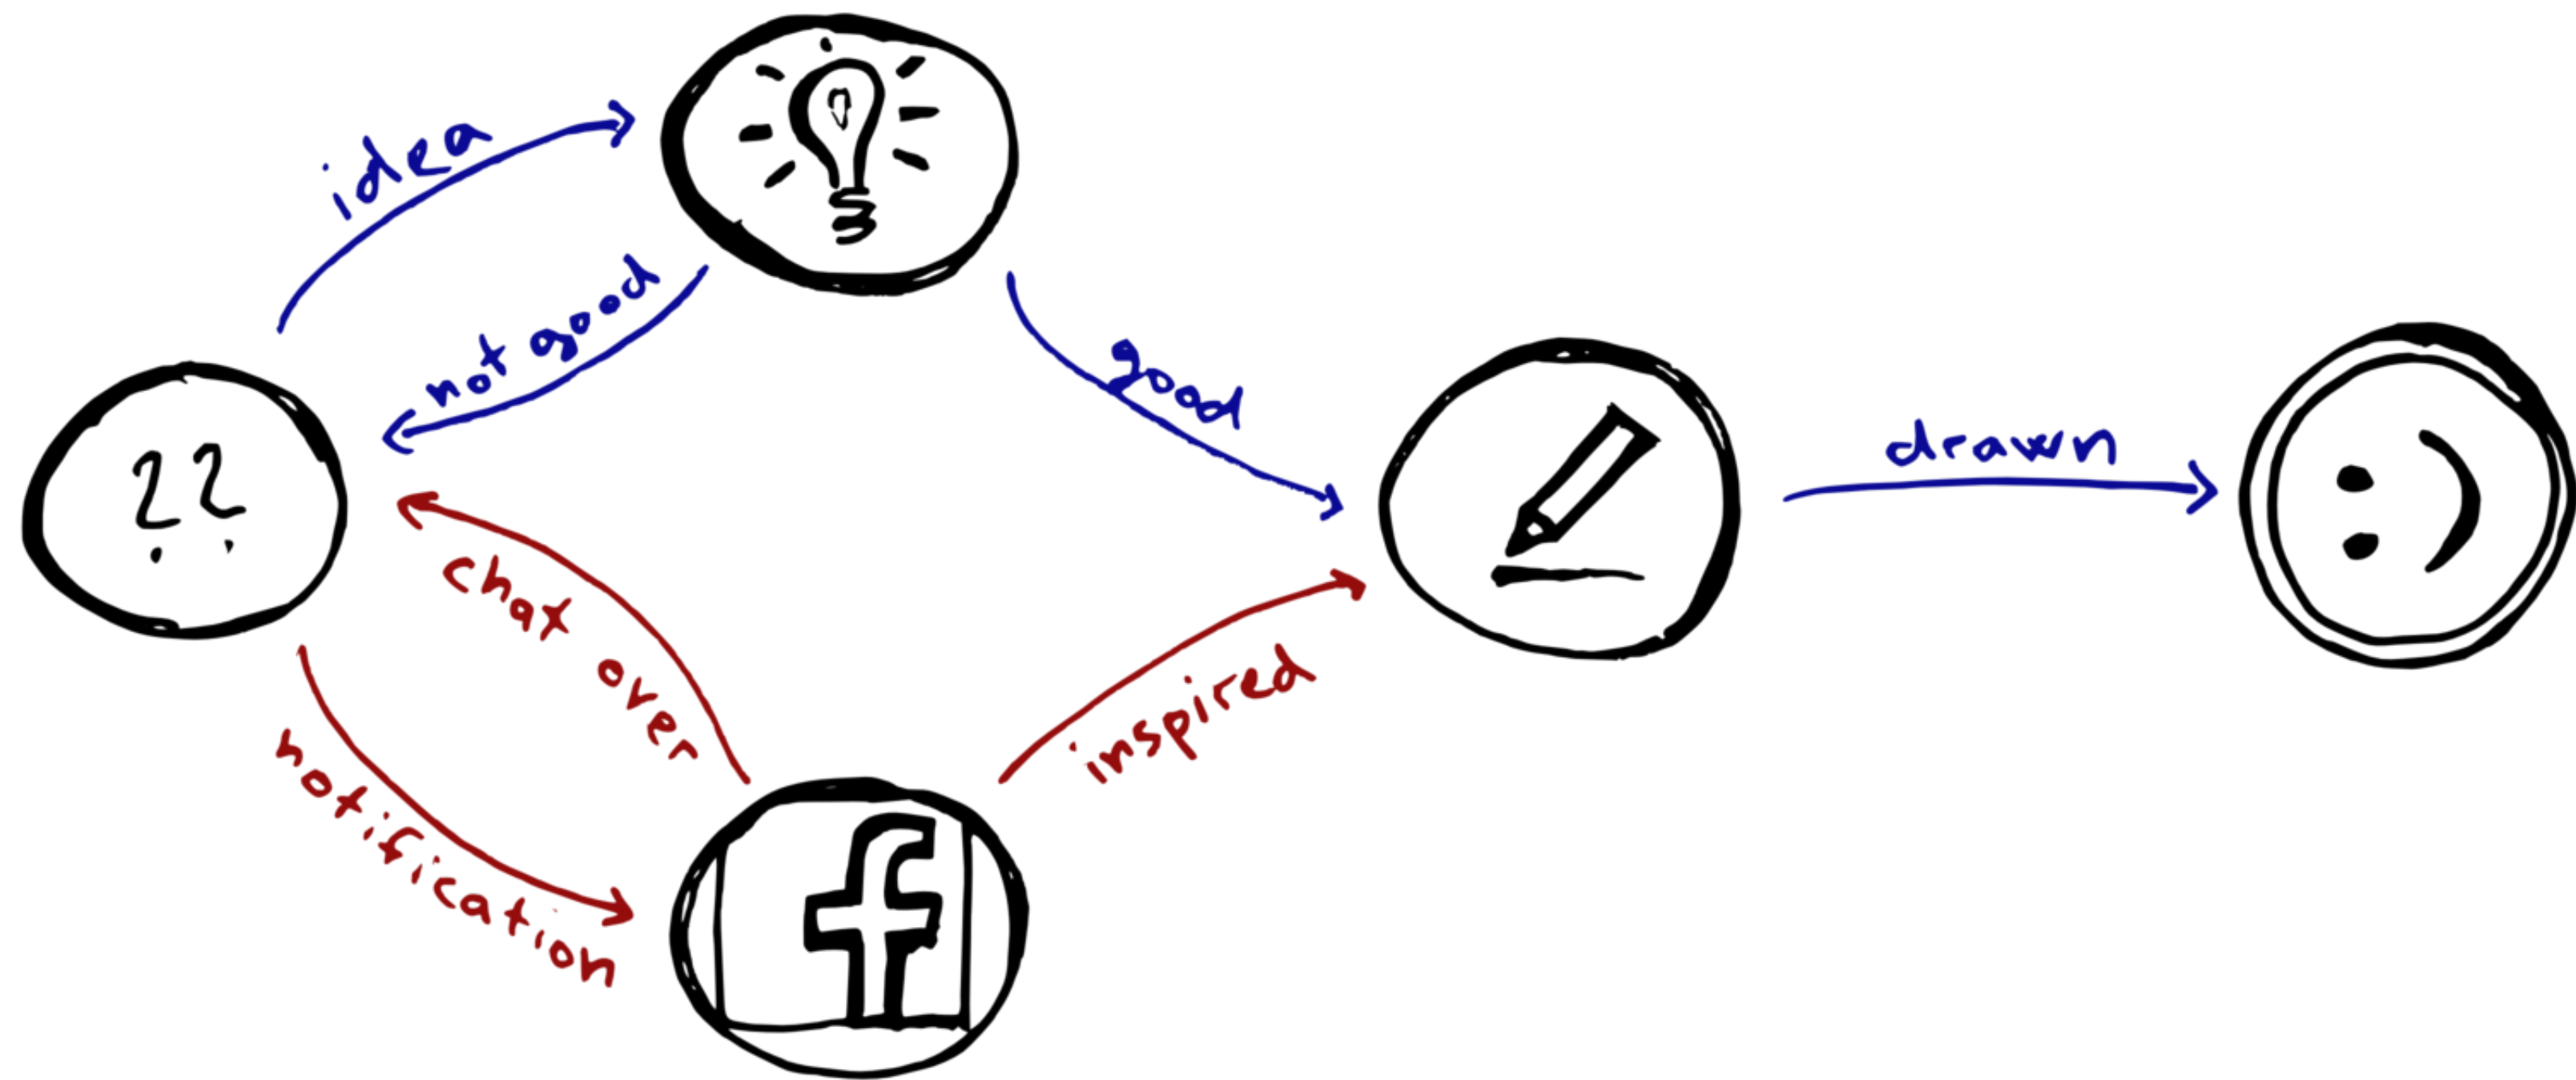 idea
not good
good
??
drawn
:)
chat over
inspired
notification
f